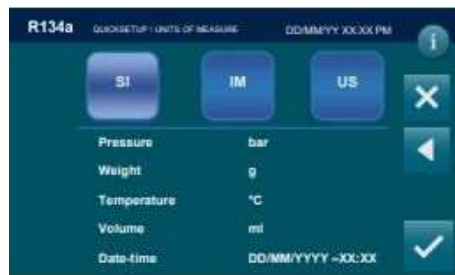 R134a QUICKSETUP : UNITS OF MEASURE DD/MM/YY XX:XX PM
i
SI IM US
Pressure bar
Weight g
Temperature °C
Volume ml
Date-time DD/MM/YYYY –XX:XX